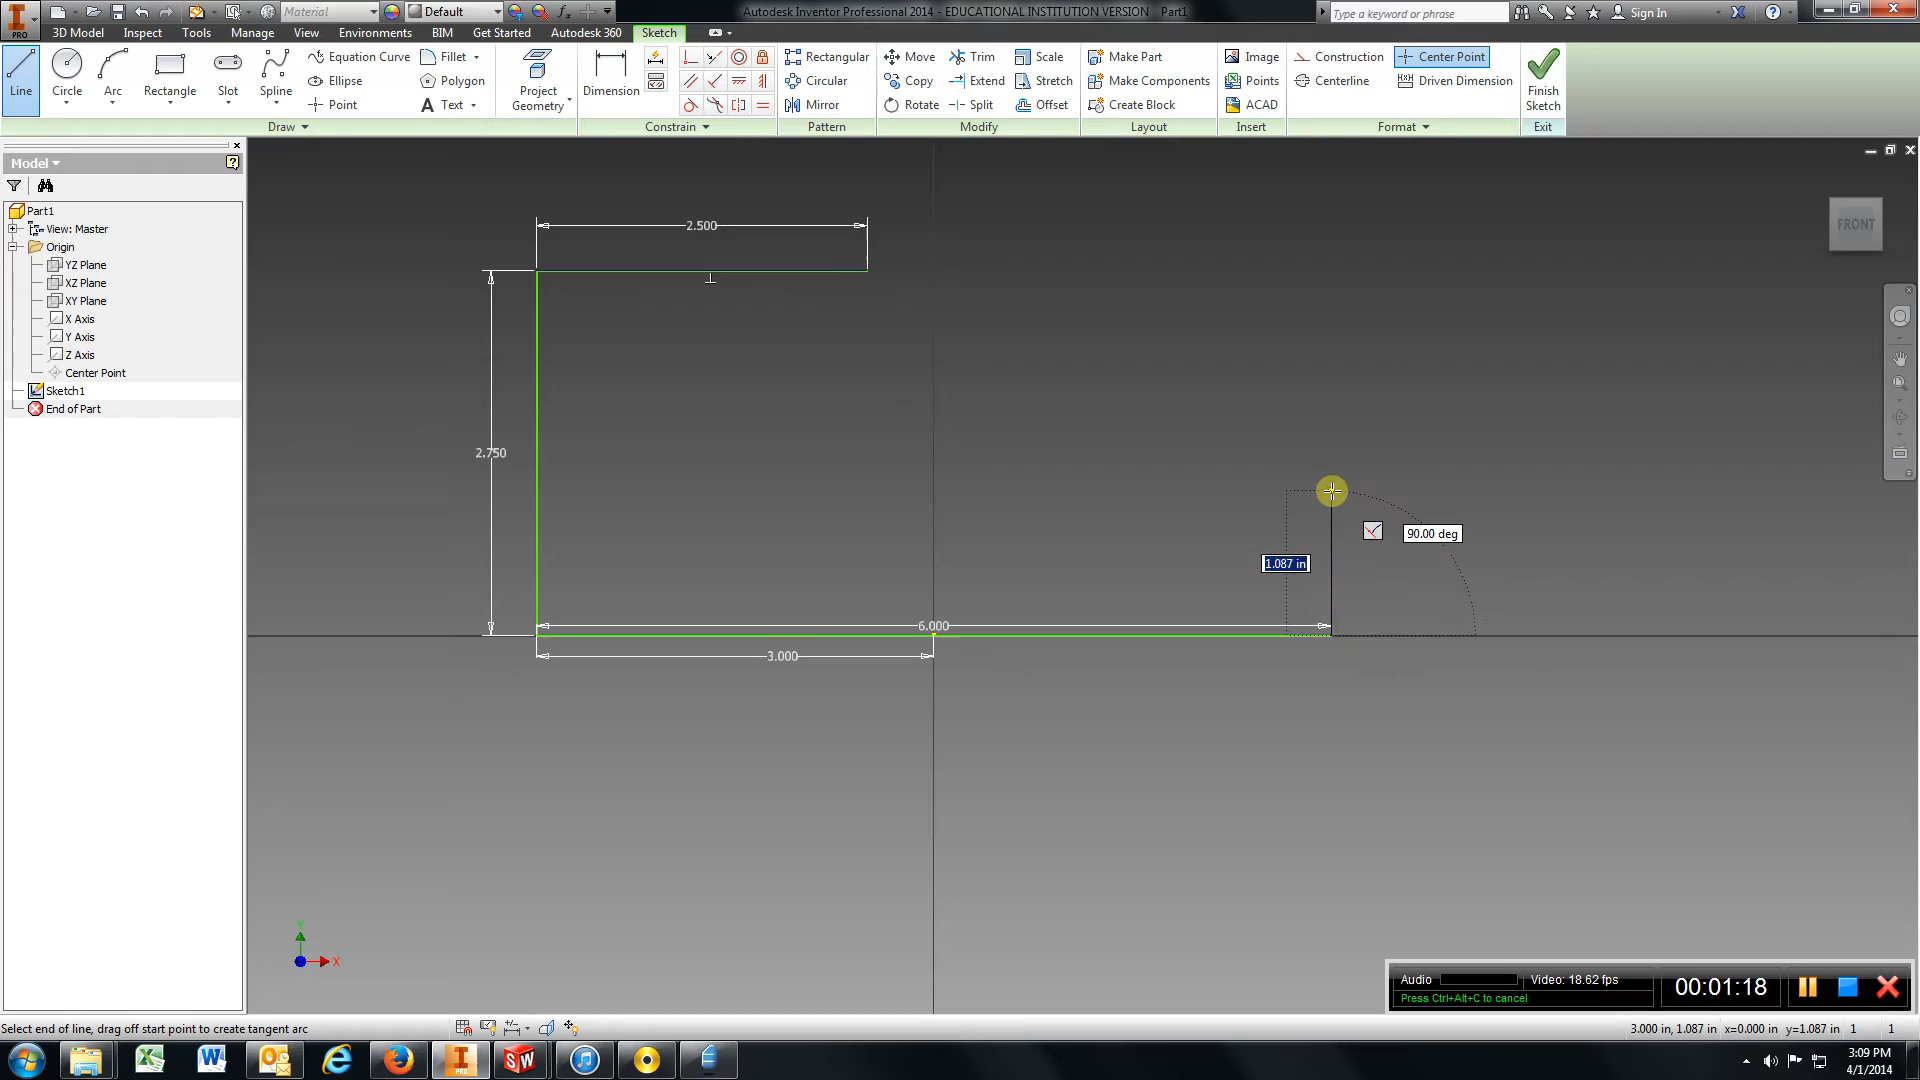 Material
Default
Autodesk Inventor Professional 2014 - EDUCATIONAL INSTITUTION VERSION Part1
Type a keyword or phrase
Sign In
PRO
3D Model Inspect Tools Manage View Environments BIM Get Started Autodesk 360 Sketch
Line Circle Arc Rectangle Slot Spline
Equation Curve
Ellipse
Point
Fillet
Polygon
Text
Project Geometry
Dimension
Rectangular
Circular
Mirror
Move
Copy
Rotate
Trim
Extend
Split
Scale
Stretch
Offset
Make Part
Make Components
Create Block
Image
Points
ACAD
Construction
Centerline
Center Point
Driven Dimension
Finish Sketch
Draw Constrain Pattern Modify Layout Insert Format Exit
Model
Part1
View: Master
Origin
YZ Plane
XZ Plane
XY Plane
X Axis
Y Axis
Z Axis
Center Point
Sketch1
End of Part
FRONT
2.500
2.750
90.00 deg
1.087 in
6.000
3.000
Y
X
Audio
Video: 18.62 fps
Press Ctrl+Alt+C to cancel
00:01:18
Select end of line, drag off start point to create tangent arc
3.000 in, 1.087 in x=0.000 in y=1.087 in 1 1
PRO
SW
3:09 PM
4/1/2014